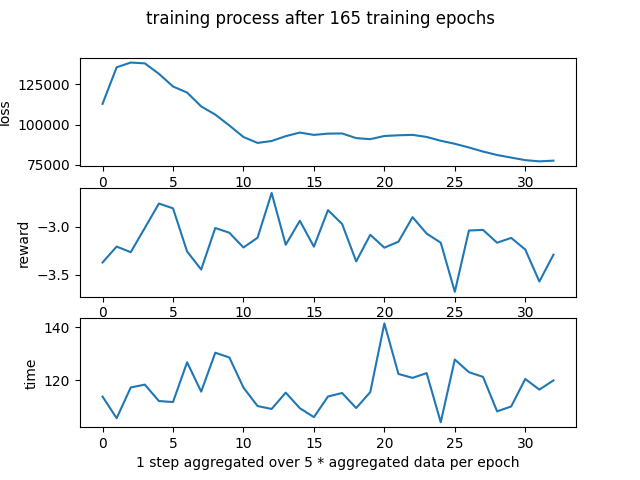 training process after 165 training epochs
125000
100000
75000
loss
0 5 10 15 20 25 30
−3.0
−3.5
reward
0 5 10 15 20 25 30
140
120
time
0 5 10 15 20 25 30
1 step aggregated over 5 * aggregated data per epoch